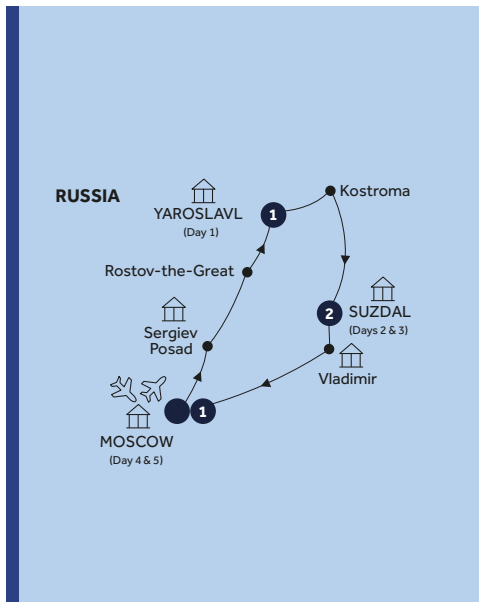 RUSSIA
Kostroma
1
YAROSLAVL
(Day 1)
Rostov-the-Great
2
SUZDAL
(Days 2 & 3)
Sergiev
Posad
Vladimir
1
MOSCOW
(Day 4 & 5)